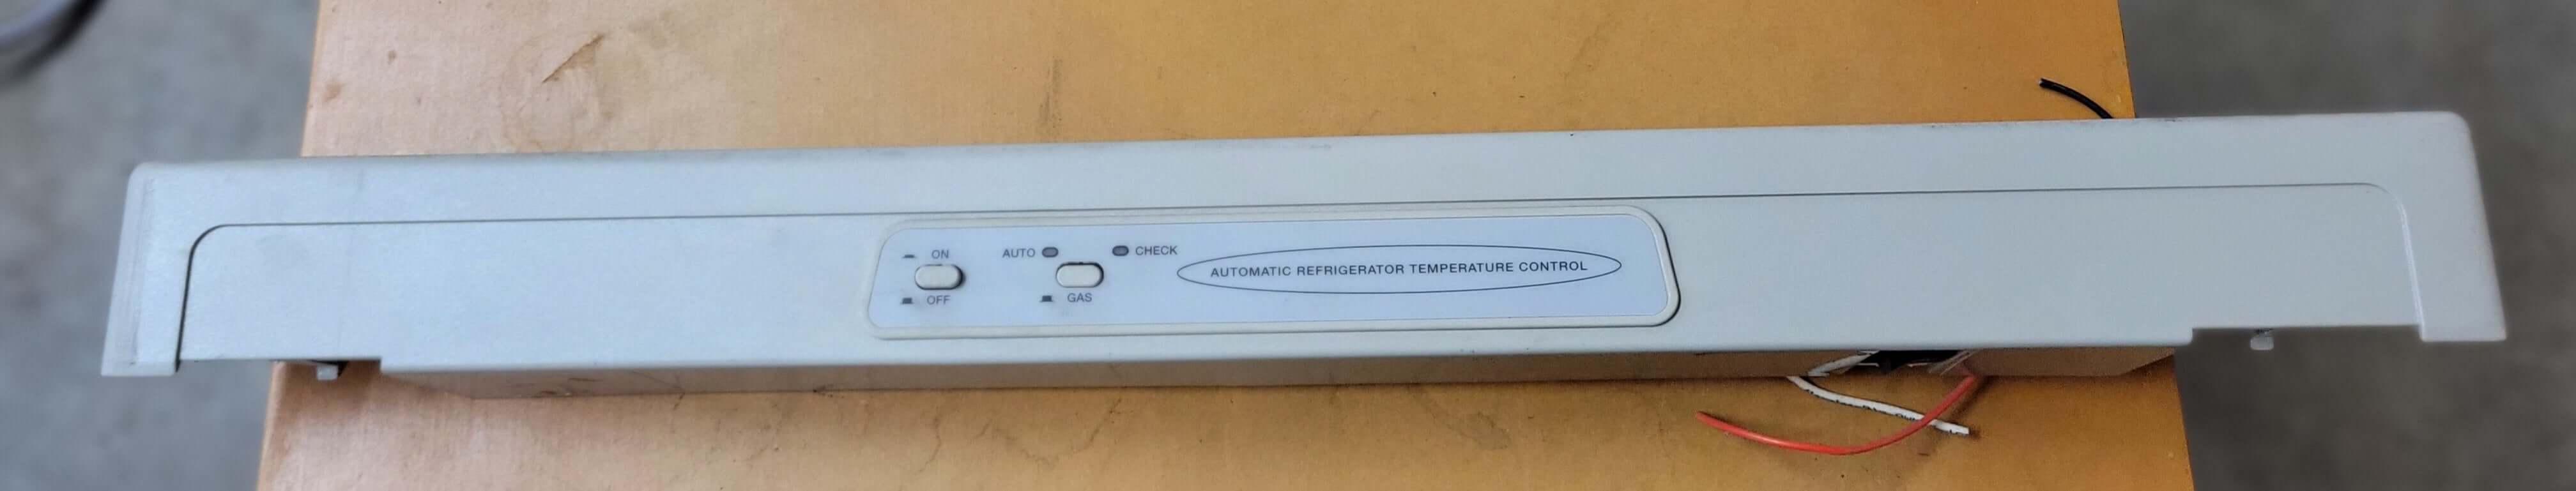 ON
OFF
AUTO
CHECK
GAS
AUTOMATIC REFRIGERATOR TEMPERATURE CONTROL